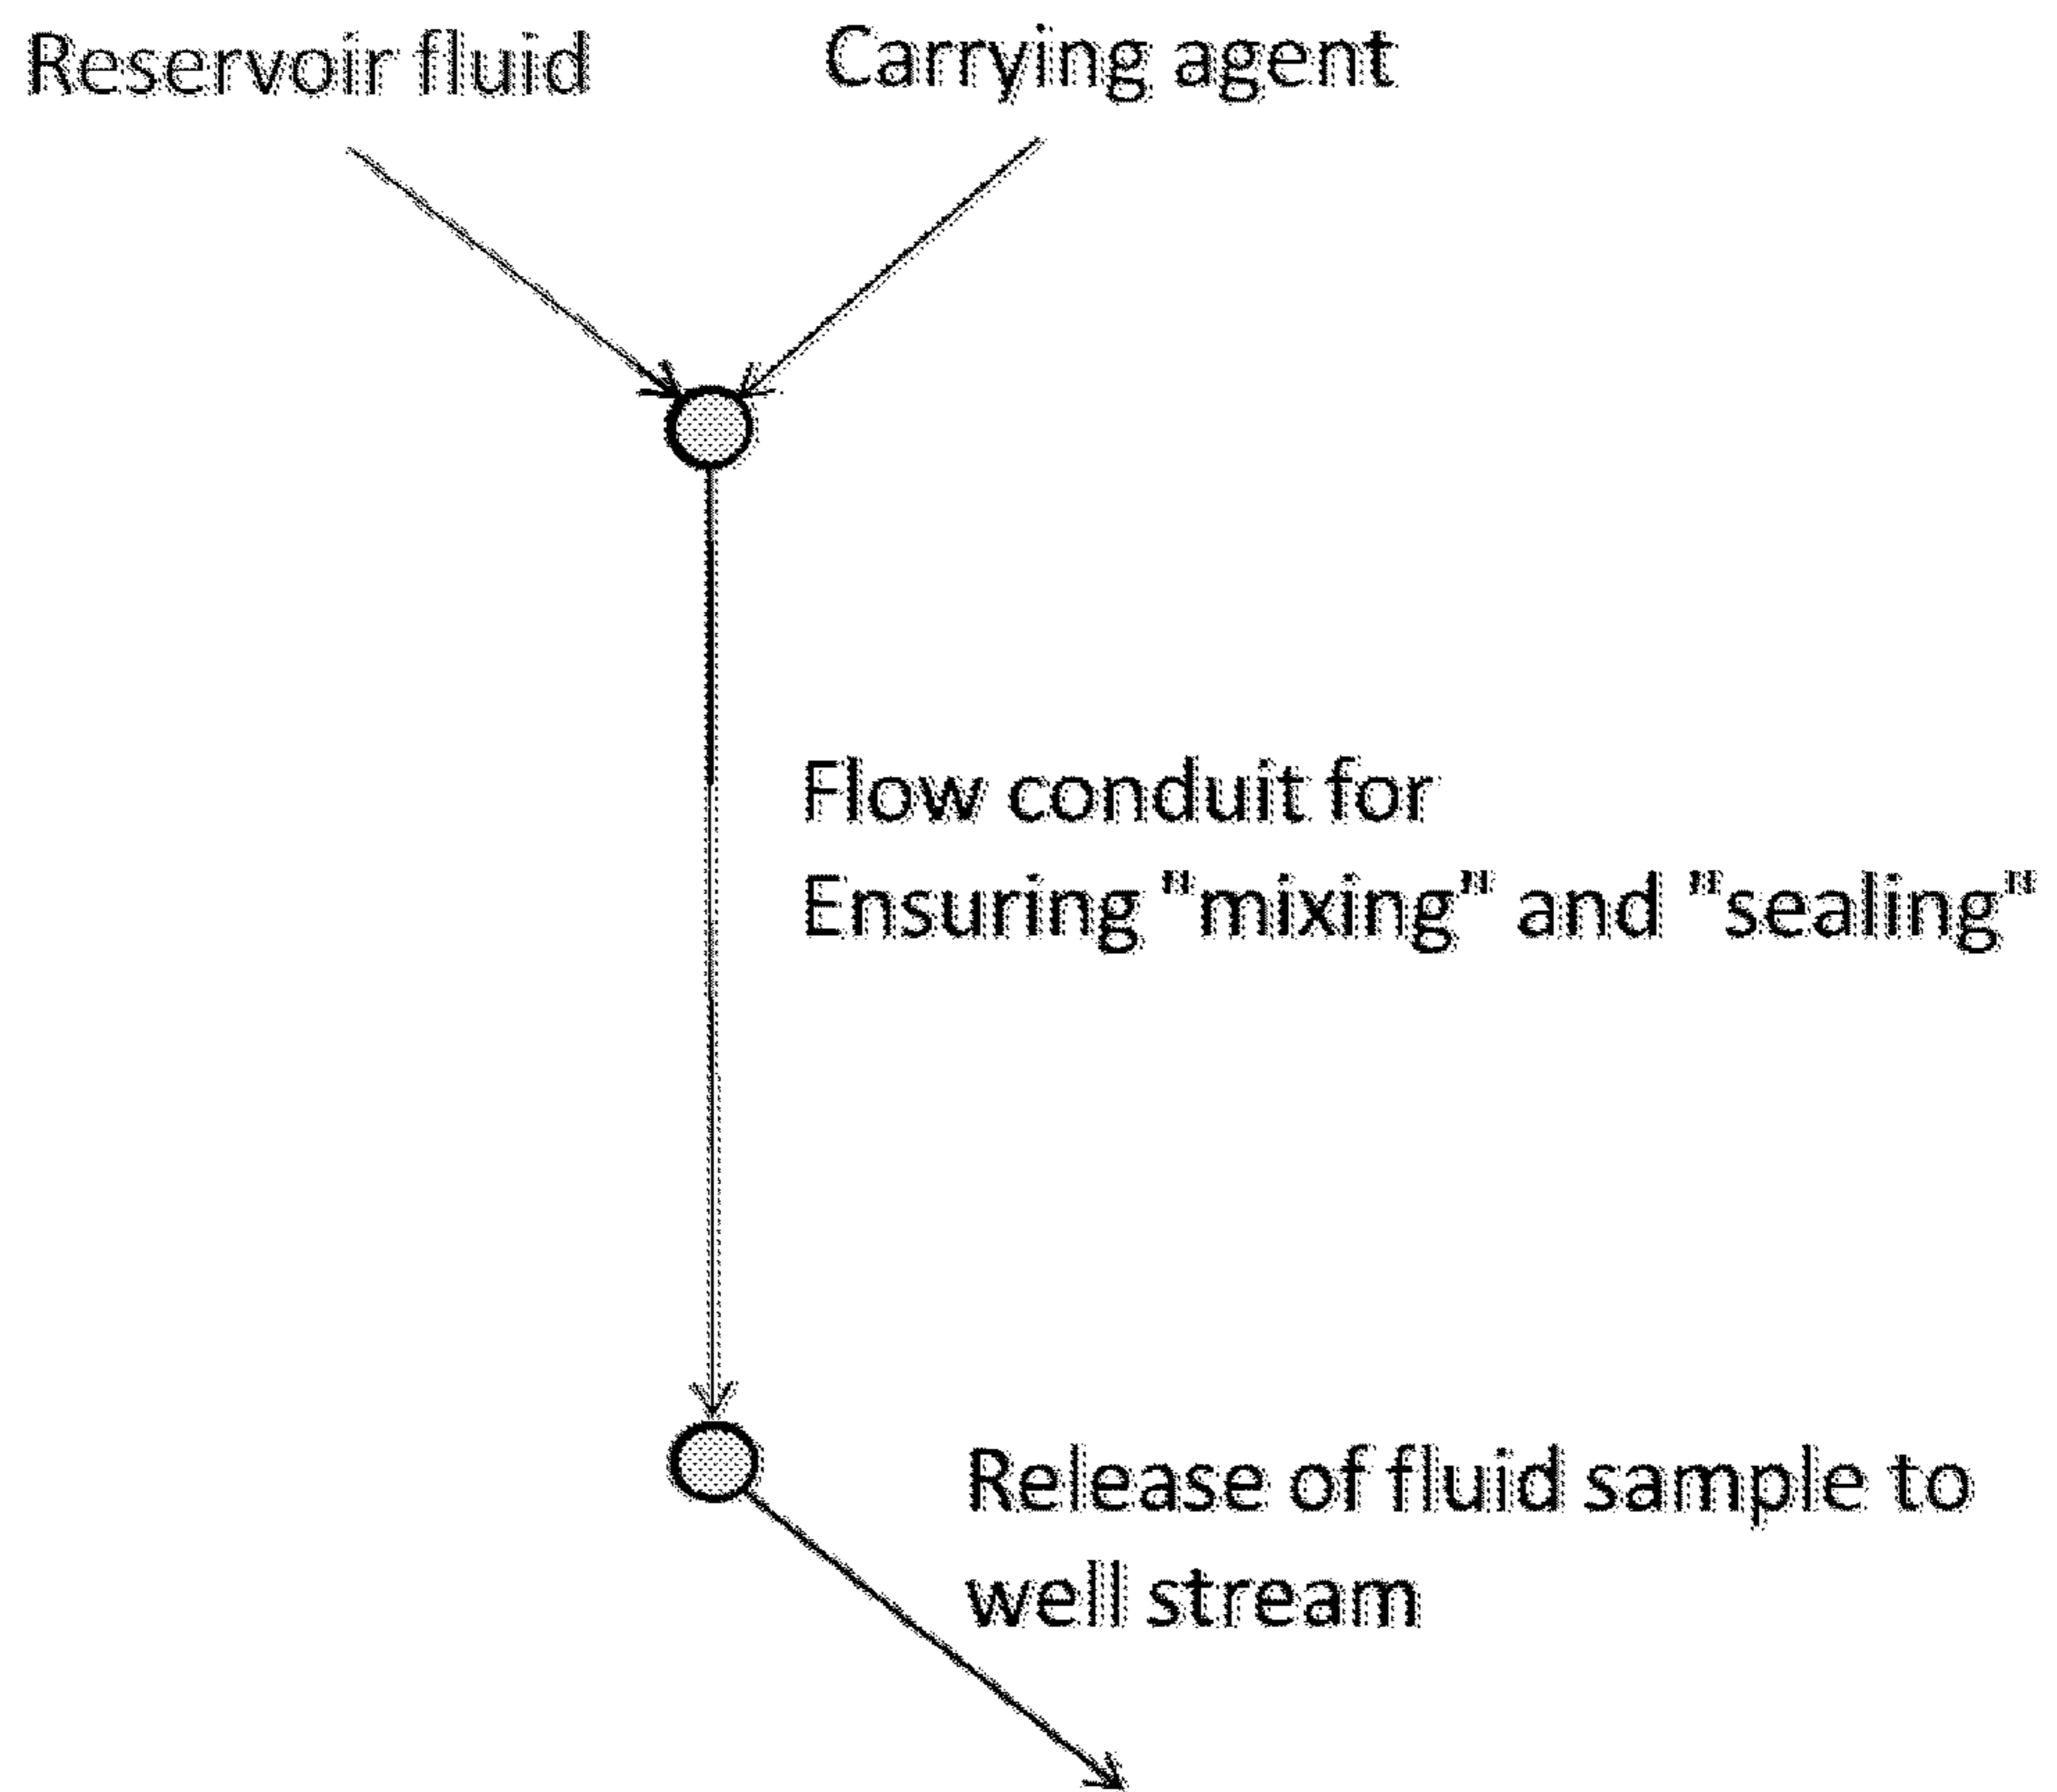 Reservoir fluid
Carrying agent
Flow conduit for
Ensuring "mixing" and "sealing"
Release of fluid sample to
well stream